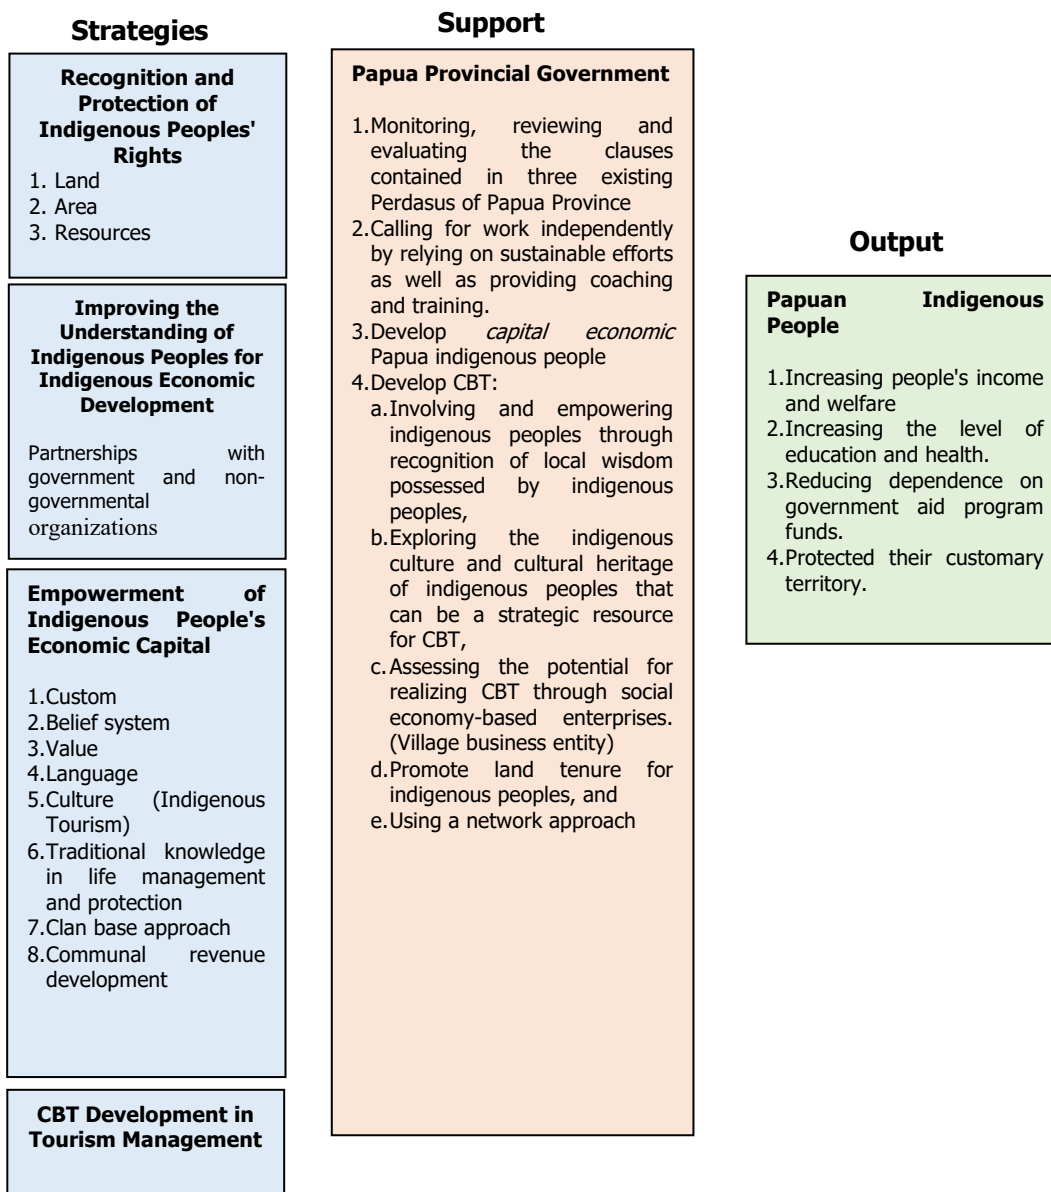 Strategies
Recognition and
Protection of
Indigenous Peoples'
Rights
1. Land
2. Area
3. Resources
Improving the
Understanding of
Indigenous Peoples for
Indigenous Economic
Development
Partnerships with
government and non-
governmental
organizations
Empowerment of
Indigenous People's
Economic Capital
1.Custom
2.Belief system
3.Value
4.Language
5.Culture (Indigenous
Tourism)
6.Traditional knowledge
in life management
and protection
7.Clan base approach
8.Communal revenue
development
CBT Development in
Tourism Management
Support
Papua Provincial Government
1.Monitoring, reviewing and
evaluating the clauses
contained in three existing
Perdasus of Papua Province
2.Calling for work independently
by relying on sustainable efforts
as well as providing coaching
and training.
3.Develop capital economic
Papua indigenous people
4.Develop CBT:
a.Involving and empowering
indigenous peoples through
recognition of local wisdom
possessed by indigenous
peoples,
b.Exploring the indigenous
culture and cultural heritage
of indigenous peoples that
can be a strategic resource
for CBT,
c.Assessing the potential for
realizing CBT through social
economy-based enterprises.
(Village business entity)
d.Promote land tenure for
indigenous peoples, and
e.Using a network approach
Output
Papuan Indigenous
People
1.Increasing people's income
and welfare
2.Increasing the level of
education and health.
3.Reducing dependence on
government aid program
funds.
4.Protected their customary
territory.